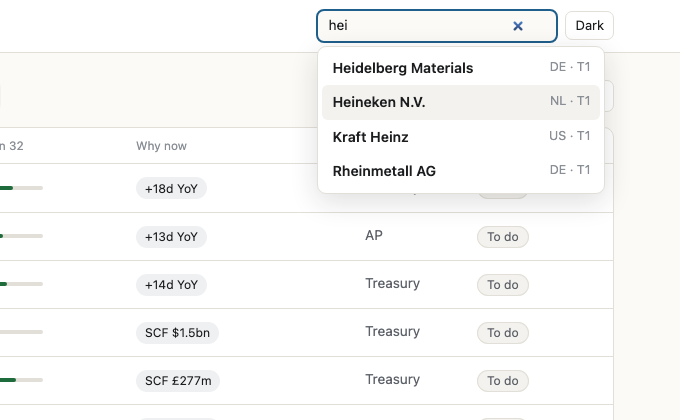 hei
Dark
Heidelberg Materials DE · T1
Heineken N.V. NL · T1
Kraft Heinz US · T1
Rheinmetall AG DE · T1
n 32 Why now
+18d YoY
+13d YoY AP To do
+14d YoY Treasury To do
SCF $1.5bn Treasury To do
SCF £277m Treasury To do